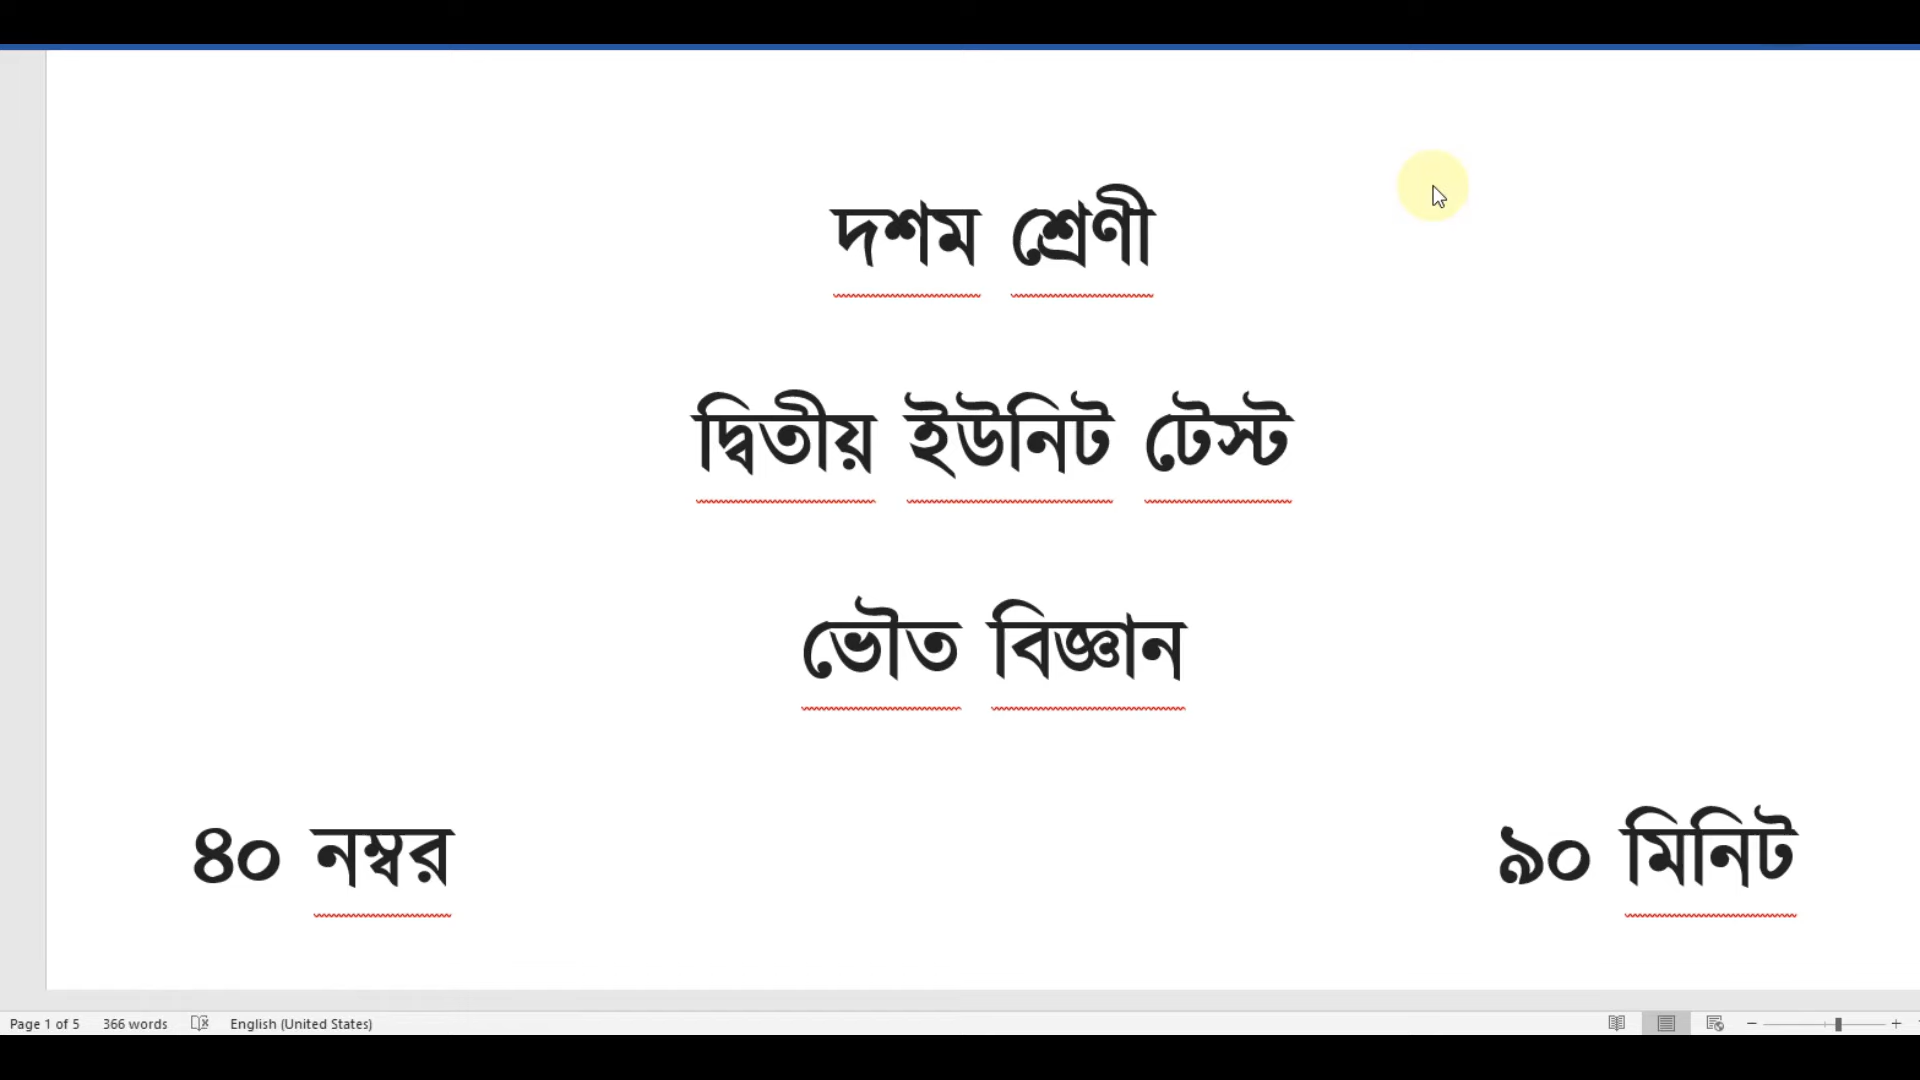 দশম শ্রেণী
দ্বিতীয় ইউনিট টেস্ট
ভৌত বিজ্ঞান
৪০ নম্বর ৯০ মিনিট
Page 1 of 5 366 words English (United States)